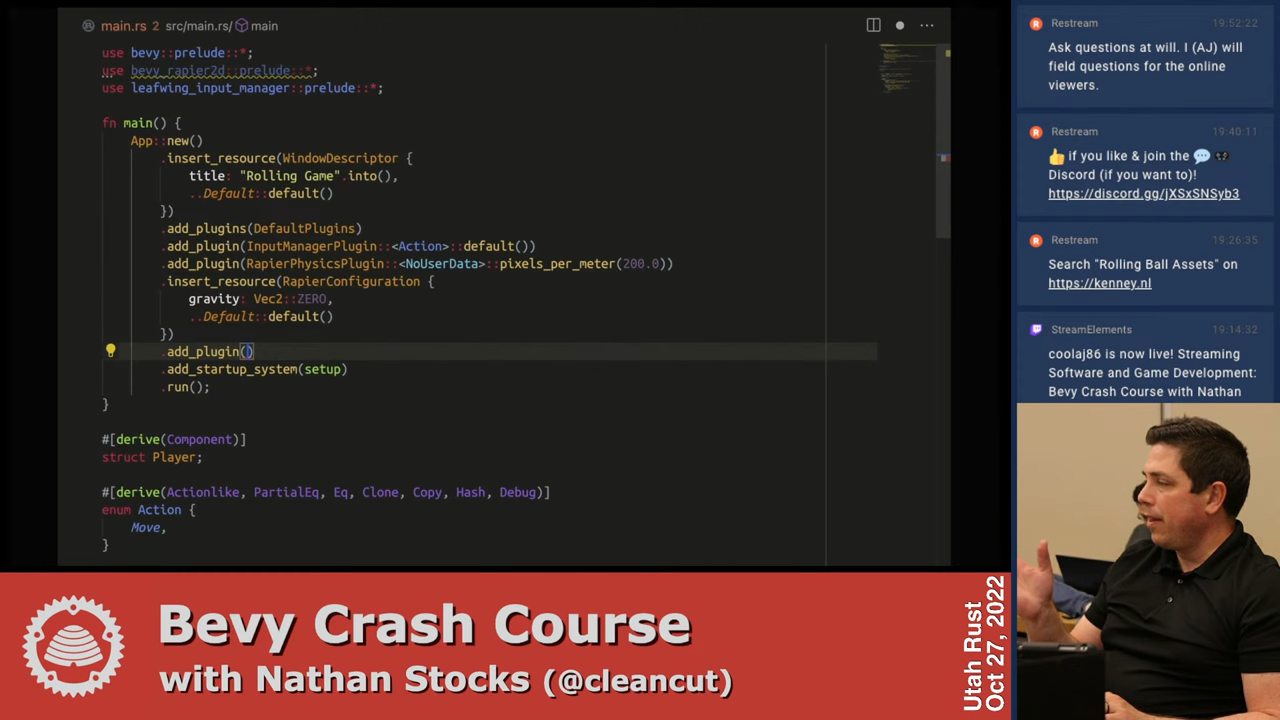 main.rs 2 src/main.rs/ main
use bevy::prelude::*;
use bevy_rapier2d::prelude::*;
use leafwing_input_manager::prelude::*;
fn main() {
App::new()
.insert_resource(WindowDescriptor {
title: "Rolling Game".into(),
..Default::default()
})
.add_plugins(DefaultPlugins)
.add_plugin(InputManagerPlugin::<Action>::default())
.add_plugin(RapierPhysicsPlugin::<NoUserData>::pixels_per_meter(200.0))
.insert_resource(RapierConfiguration {
gravity: Vec2::ZERO,
..Default::default()
})
.add_plugin()
.add_startup_system(setup)
.run();
}
#[derive(Component)]
struct Player;
#[derive(Actionlike, PartialEq, Eq, Clone, Copy, Hash, Debug)]
enum Action {
Move,
}
Restream 19:52:22
Ask questions at will. I (AJ) will
field questions for the online
viewers.
Restream 19:40:11
👍 if you like & join the 💬
Discord (if you want to)!
https://discord.gg/jXSxSNSyb3
Restream 19:26:35
Search "Rolling Ball Assets" on
https://kenney.nl
StreamElements 19:14:32
coolaj86 is now live! Streaming
Software and Game Development:
Bevy Crash Course with Nathan
Bevy Crash Course
with Nathan Stocks (@cleancut)
Utah Rust
Oct 27, 2022